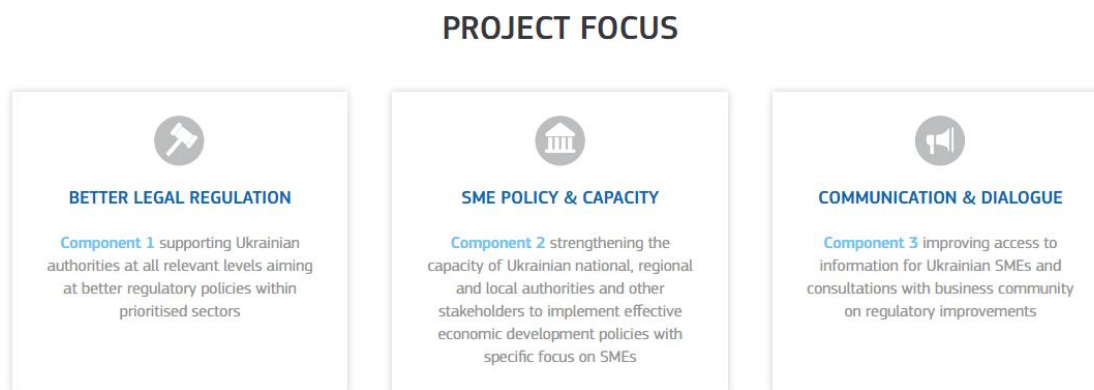 PROJECT FOCUS
BETTER LEGAL REGULATION
Component 1 supporting Ukrainian
authorities at all relevant levels aiming
at better regulatory policies within
prioritised sectors
SME POLICY & CAPACITY
Component 2 strengthening the
capacity of Ukrainian national, regional
and local authorities and other
stakeholders to implement effective
economic development policies with
specific focus on SMEs
COMMUNICATION & DIALOGUE
Component 3 improving access to
information for Ukrainian SMEs and
consultations with business community
on regulatory improvements